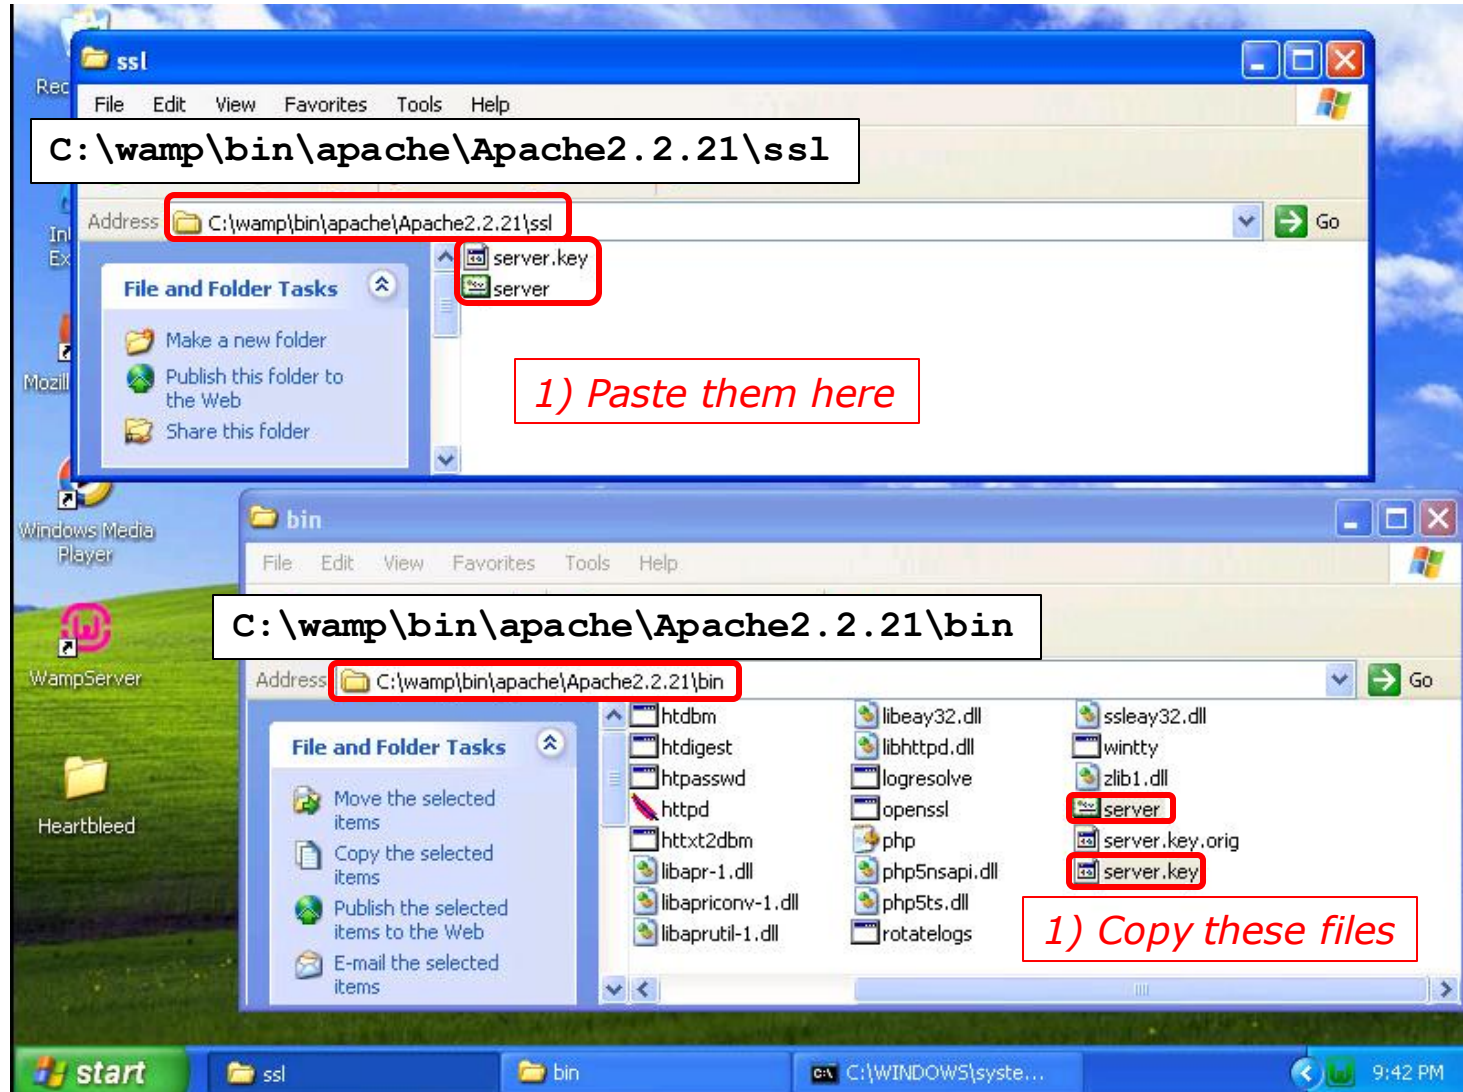 ssl
Rec
File Edit View Favorites Tools Help
C:\wamp\bin\apache\Apache2.2.21\ssl
Address C:\wamp\bin\apache\Apache2.2.21\ssl Go
Int
Ex
server.key
server
File and Folder Tasks
Make a new folder
Publish this folder to
the Web
Share this folder
1) Paste them here
Mozill
Windows Media
Player
bin
File Edit View Favorites Tools Help
C:\wamp\bin\apache\Apache2.2.21\bin
WampServer
Address C:\wamp\bin\apache\Apache2.2.21\bin Go
htdbm libeay32.dll ssleay32.dll
htdigest libhttpd.dll wintty
htpasswd logresolve zlib1.dll
httpd openssl server
httxt2dbm php server.key.orig
libapr-1.dll php5nsapi.dll server.key
libapriconv-1.dll php5ts.dll
libaprutil-1.dll rotatelogs
File and Folder Tasks
Move the selected
items
Copy the selected
items
Publish the selected
items to the Web
E-mail the selected
items
1) Copy these files
Heartbleed
start ssl bin C:\WINDOWS\syste... 9:42 PM